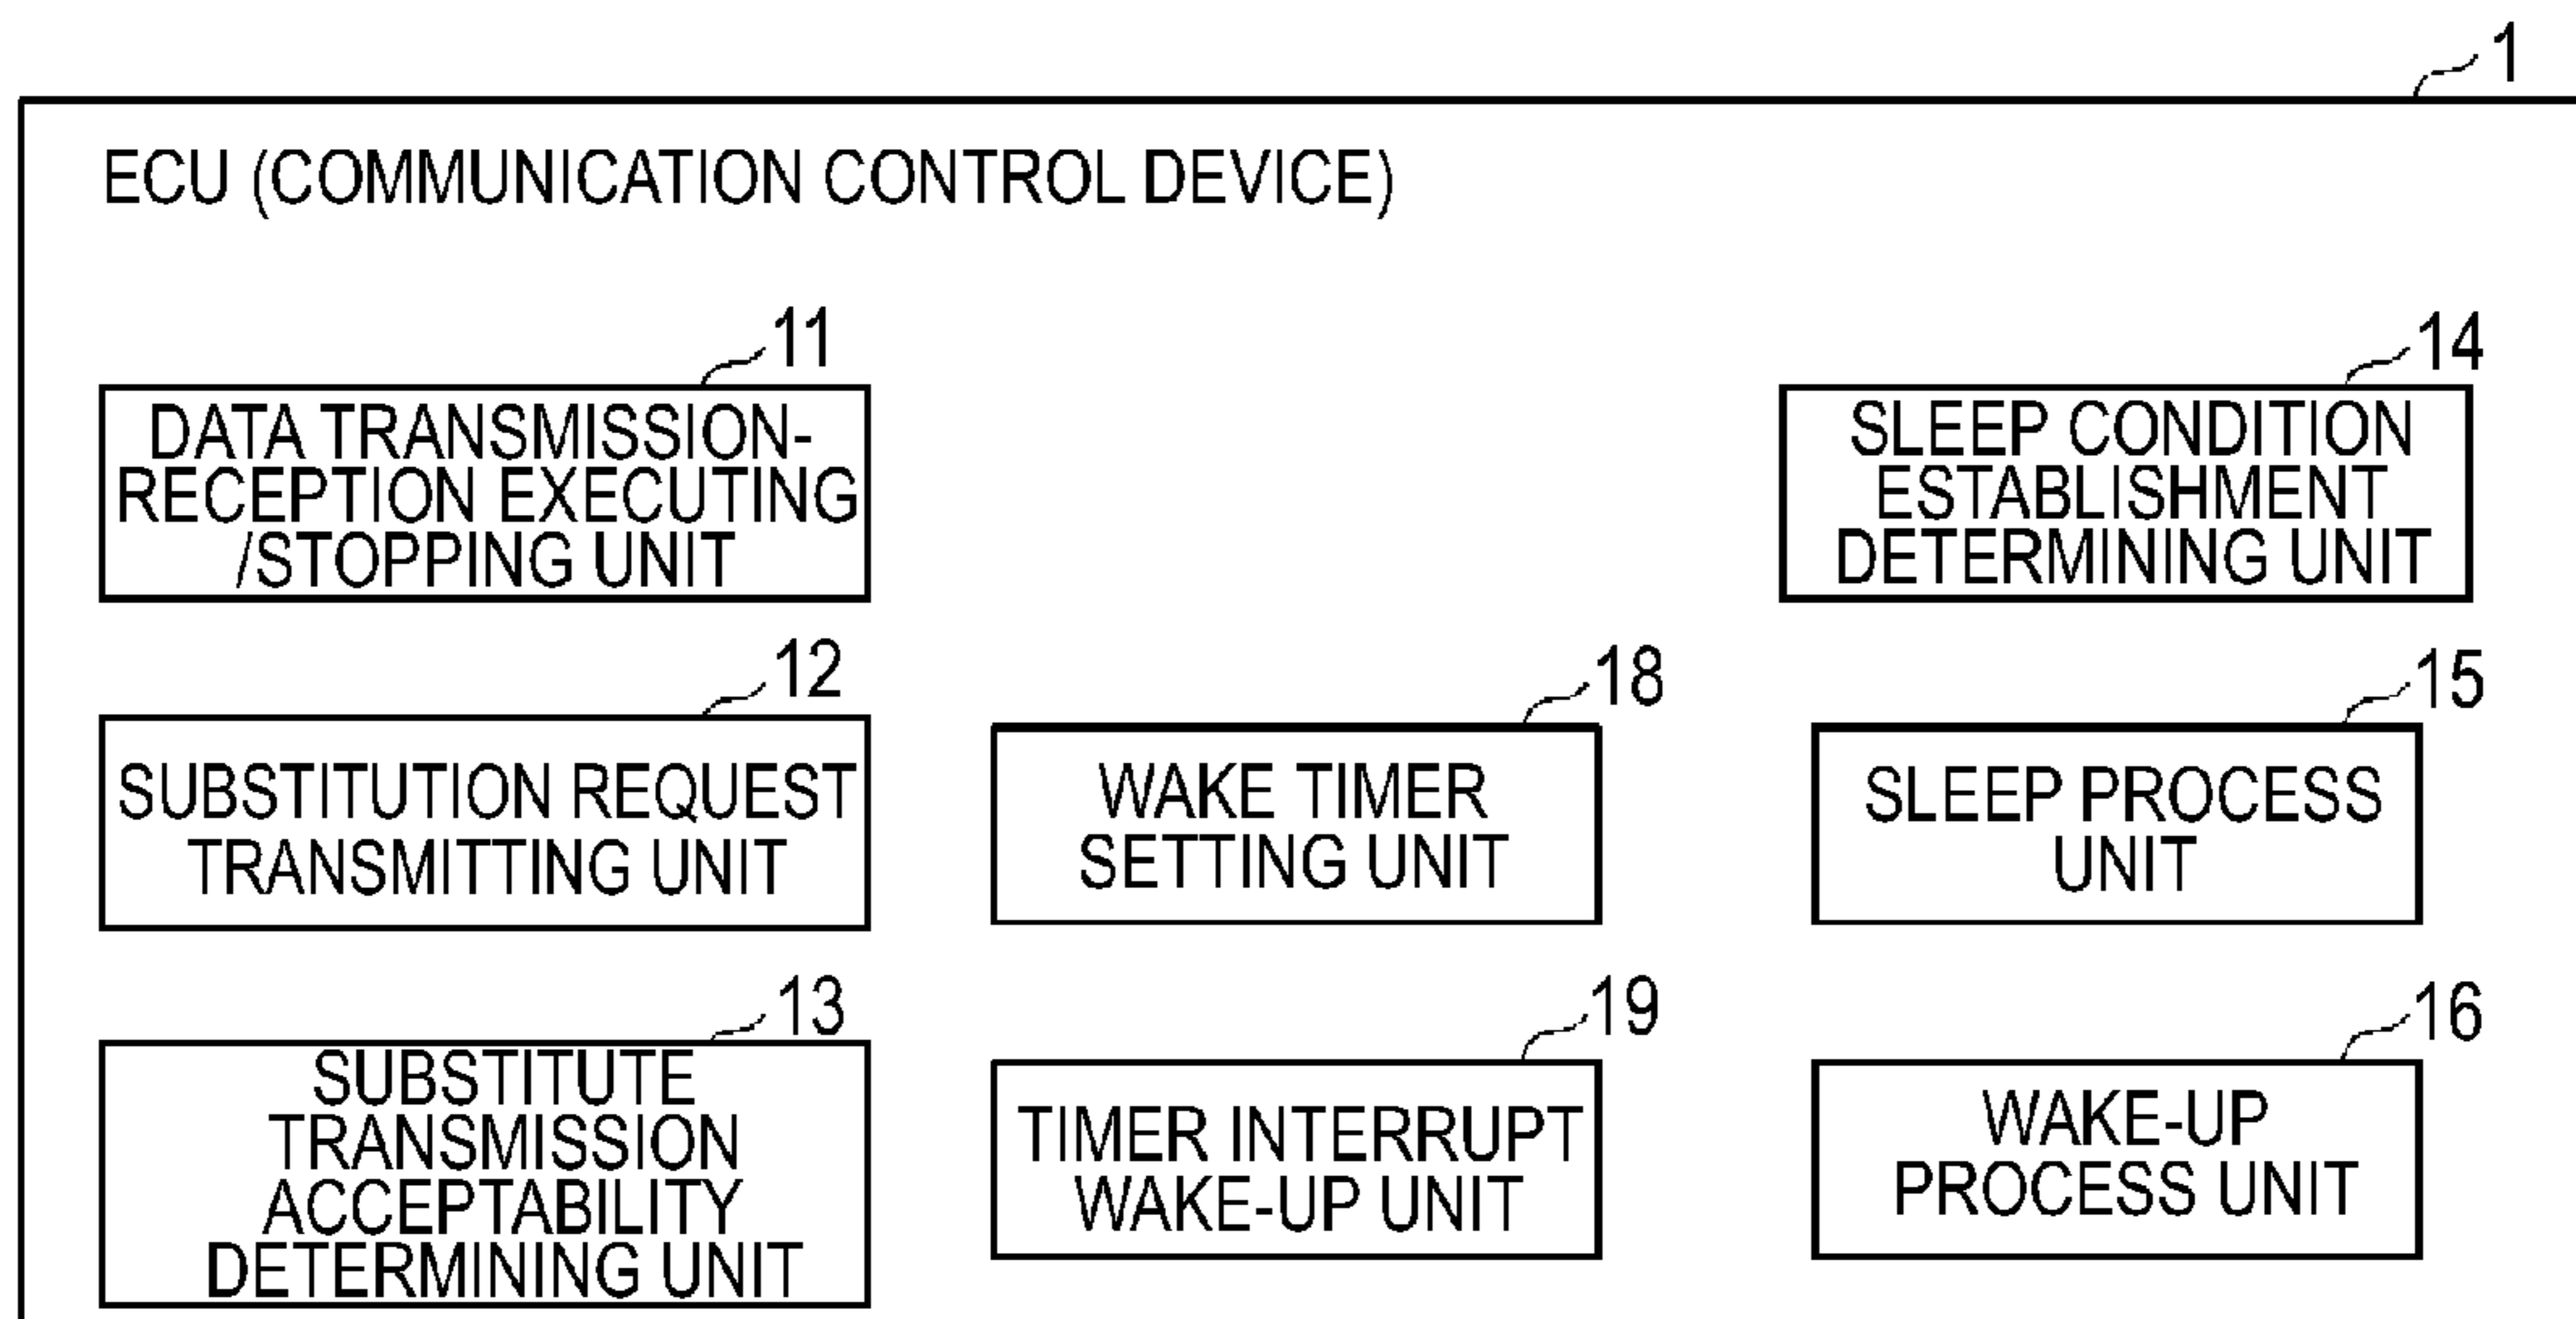 1
ECU (COMMUNICATION CONTROL DEVICE)
11
DATA TRANSMISSION-
RECEPTION EXECUTING
/STOPPING UNIT
14
SLEEP CONDITION
ESTABLISHMENT
DETERMINING UNIT
12
SUBSTITUTION REQUEST
TRANSMITTING UNIT
18
WAKE TIMER
SETTING UNIT
15
SLEEP PROCESS
UNIT
13
SUBSTITUTE
TRANSMISSION
ACCEPTABILITY
DETERMINING UNIT
19
TIMER INTERRUPT
WAKE-UP UNIT
16
WAKE-UP
PROCESS UNIT